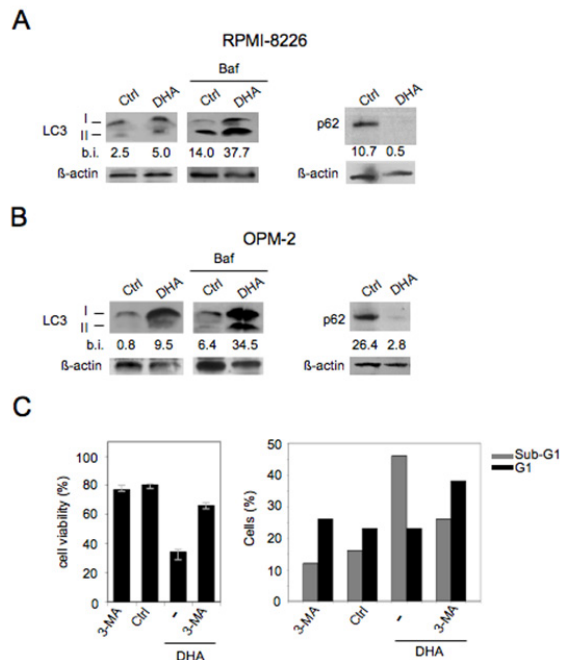 A
RPMI-8226
Baf
Ctrl DHA Ctrl DHA Ctrl DHA
I
LC3 II p62
b.i. 2.5 5.0 14.0 37.7 10.7 0.5
ß-actin ß-actin
B
OPM-2
Baf
Ctrl DHA Ctrl DHA Ctrl DHA
I
LC3 II p62
b.i. 0.8 9.5 6.4 34.5 26.4 2.8
ß-actin ß-actin
C
cell viability (%)
100
80
60
40
20
0
3-MA Ctrl - 3-MA
DHA
Cells (%)
50
40
30
20
10
0
3-MA Ctrl - 3-MA
DHA
Sub-G1
G1